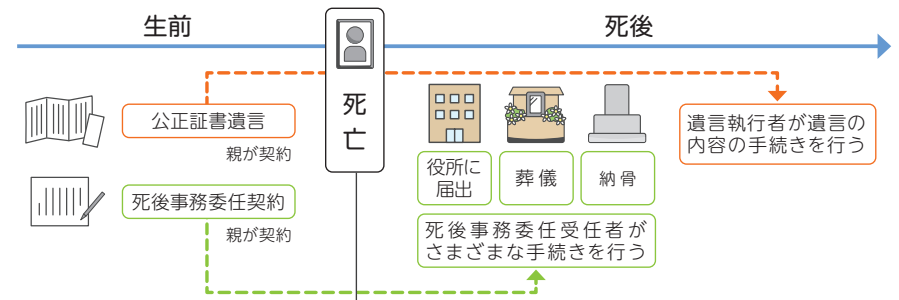 生前
死後
死亡
公正証書遺言
親が契約
死後事務委任契約
親が契約
役所に
届出
葬儀
納骨
死後事務委任受任者が
さまざまな手続きを行う
遺言執行者が遺言の
内容の手続きを行う